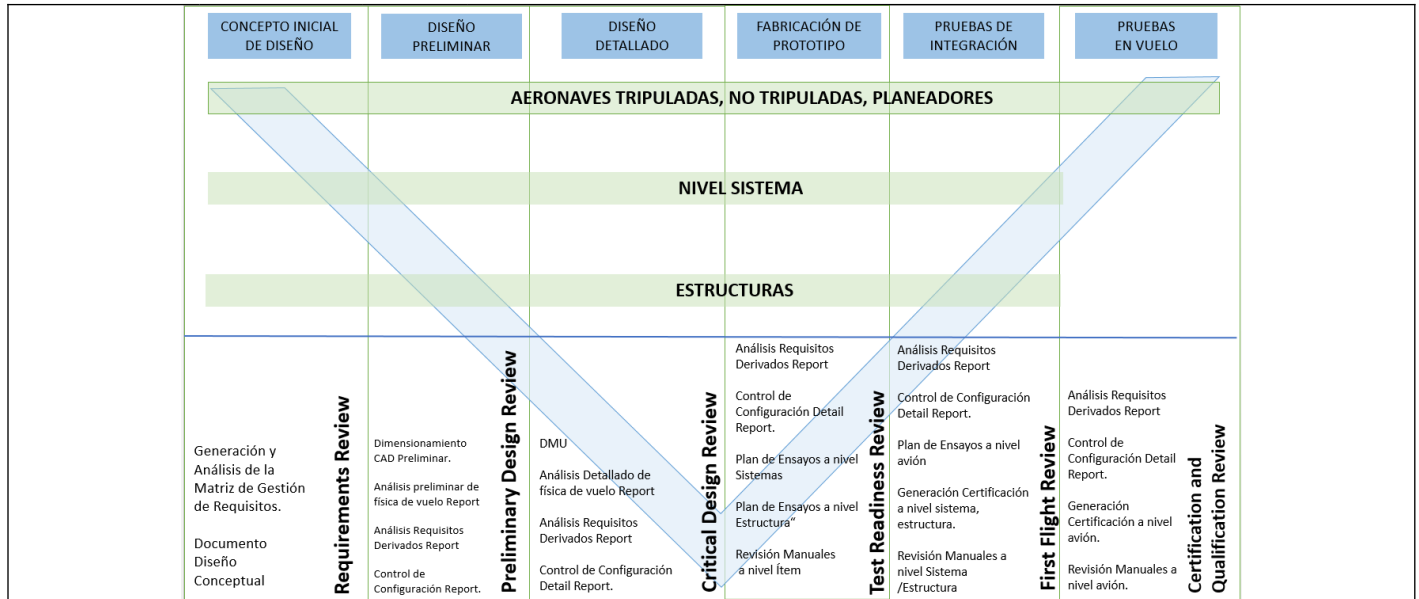 CONCEPTO INICIAL
DE DISEÑO
DISEÑO
PRELIMINAR
DISEÑO
DETALLADO
FABRICACIÓN DE
PROTOTIPO
PRUEBAS DE
INTEGRACIÓN
PRUEBAS
EN VUELO
AERONAVES TRIPULADAS, NO TRIPULADAS, PLANEADORES
NIVEL SISTEMA
ESTRUCTURAS
Generación y
Análisis de la
Matriz de Gestión
de Requisitos.
Documento
Diseño
Conceptual
Requirements Review
Dimensionamiento
CAD Preliminar.
Análisis preliminar de
física de vuelo Report
Análisis Requisitos
Derivados Report
Control de
Configuración Report.
Preliminary Design Review
DMU
Análisis Detallado de
física de vuelo Report
Análisis Requisitos
Derivados Report
Control de Configuración
Detail Report.
Critical Design Review
Análisis Requisitos
Derivados Report
Control de
Configuración Detail
Report.
Plan de Ensayos a nivel
Sistemas
Plan de Ensayos a nivel
Estructura“
Revisión Manuales
a nivel Ítem
Test Readiness Review
Análisis Requisitos
Derivados Report
Control de Configuración
Detail Report.
Plan de Ensayos a nivel
avión
Generación Certificación
a nivel sistema,
estructura.
Revisión Manuales a
nivel Sistema
/Estructura
First Flight Review
Análisis Requisitos
Derivados Report
Control de
Configuración Detail
Report.
Generación
Certificación a nivel
avión.
Revisión Manuales a
nivel avión.
Certification and
Qualification Review